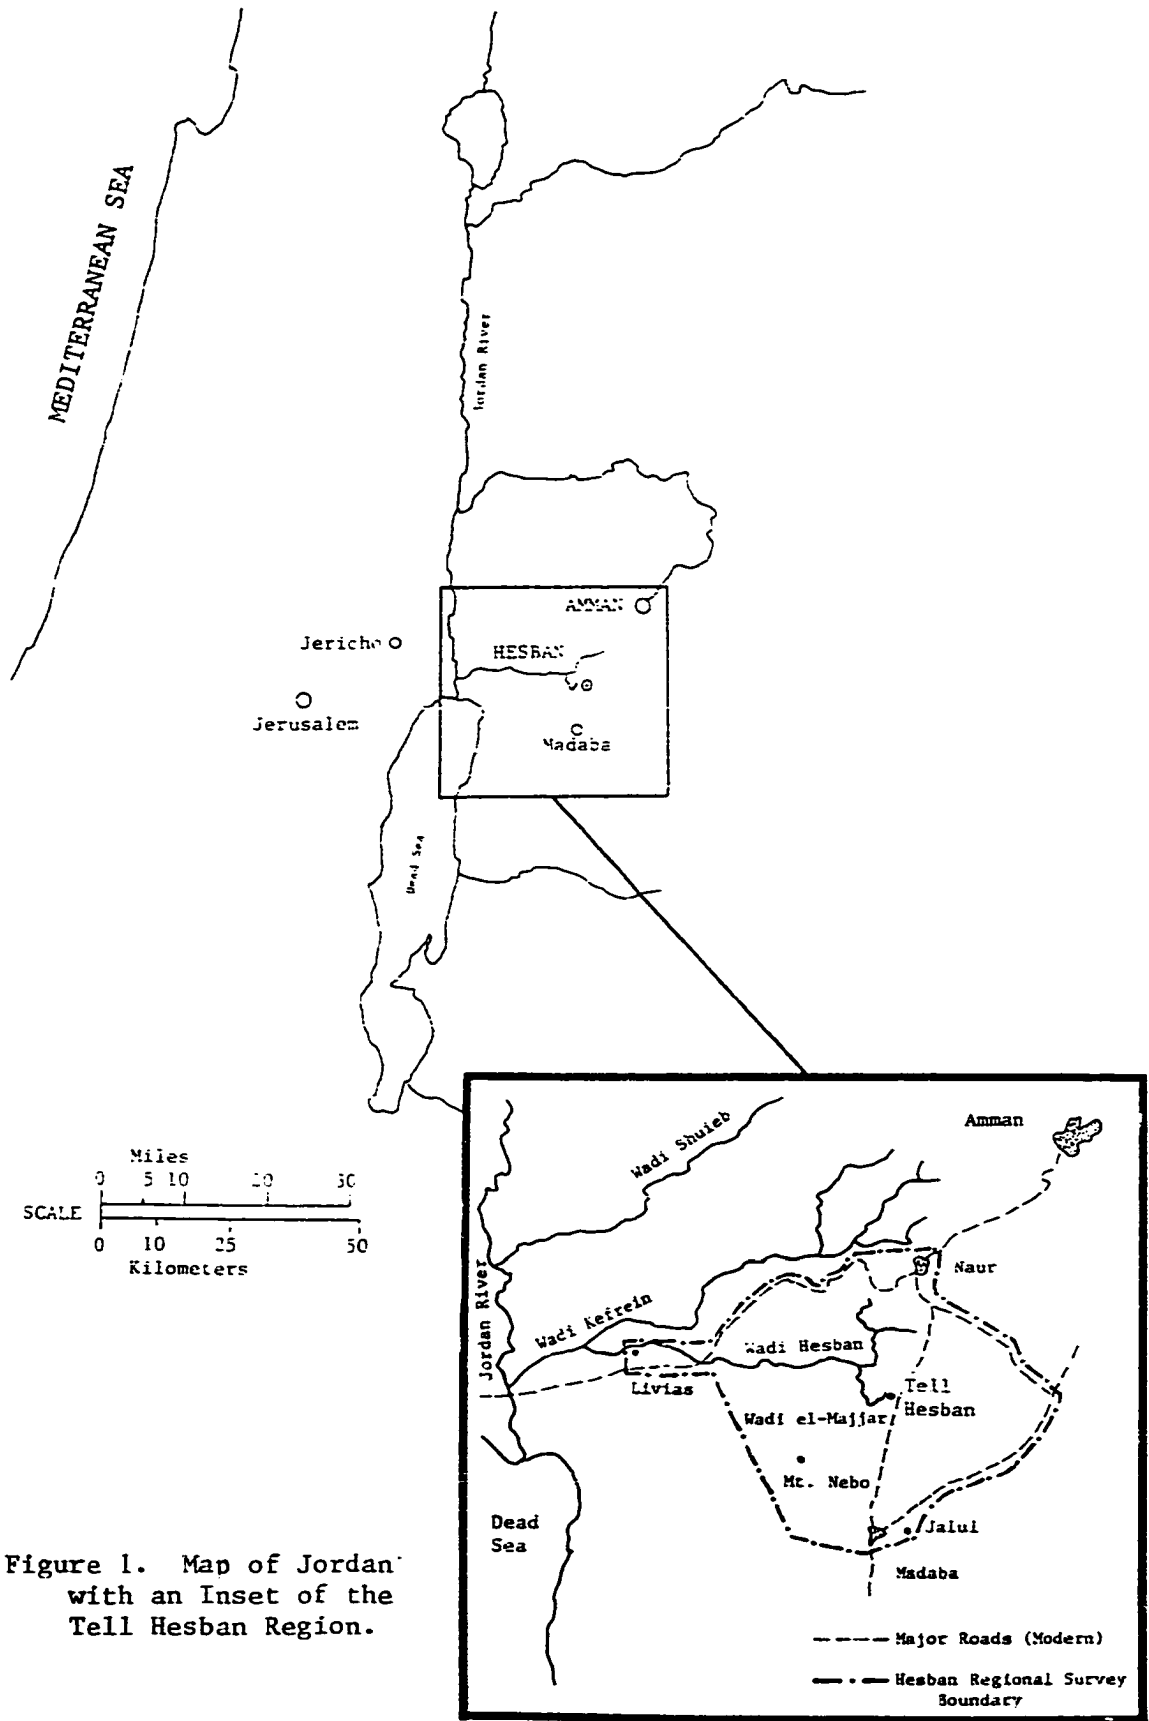 MEDITERRANEAN SEA
Jordan River
AMMAN
Jericho
HESBAN
Jerusalem
Madaba
Dead Sea
Miles
0 5 10 20 30
SCALE
0 10 25 50
Kilometers
Amman
Wadi Shuieb
Jordan River
Naur
Wadi Kefrein
Wadi Hesban
Livias
Tell
Hesban
Wadi el-Majjar
Mt. Nebo
Dead
Sea
Jalul
Madaba
Major Roads (Modern)
Hesban Regional Survey
Boundary
Figure 1. Map of Jordan
with an Inset of the
Tell Hesban Region.